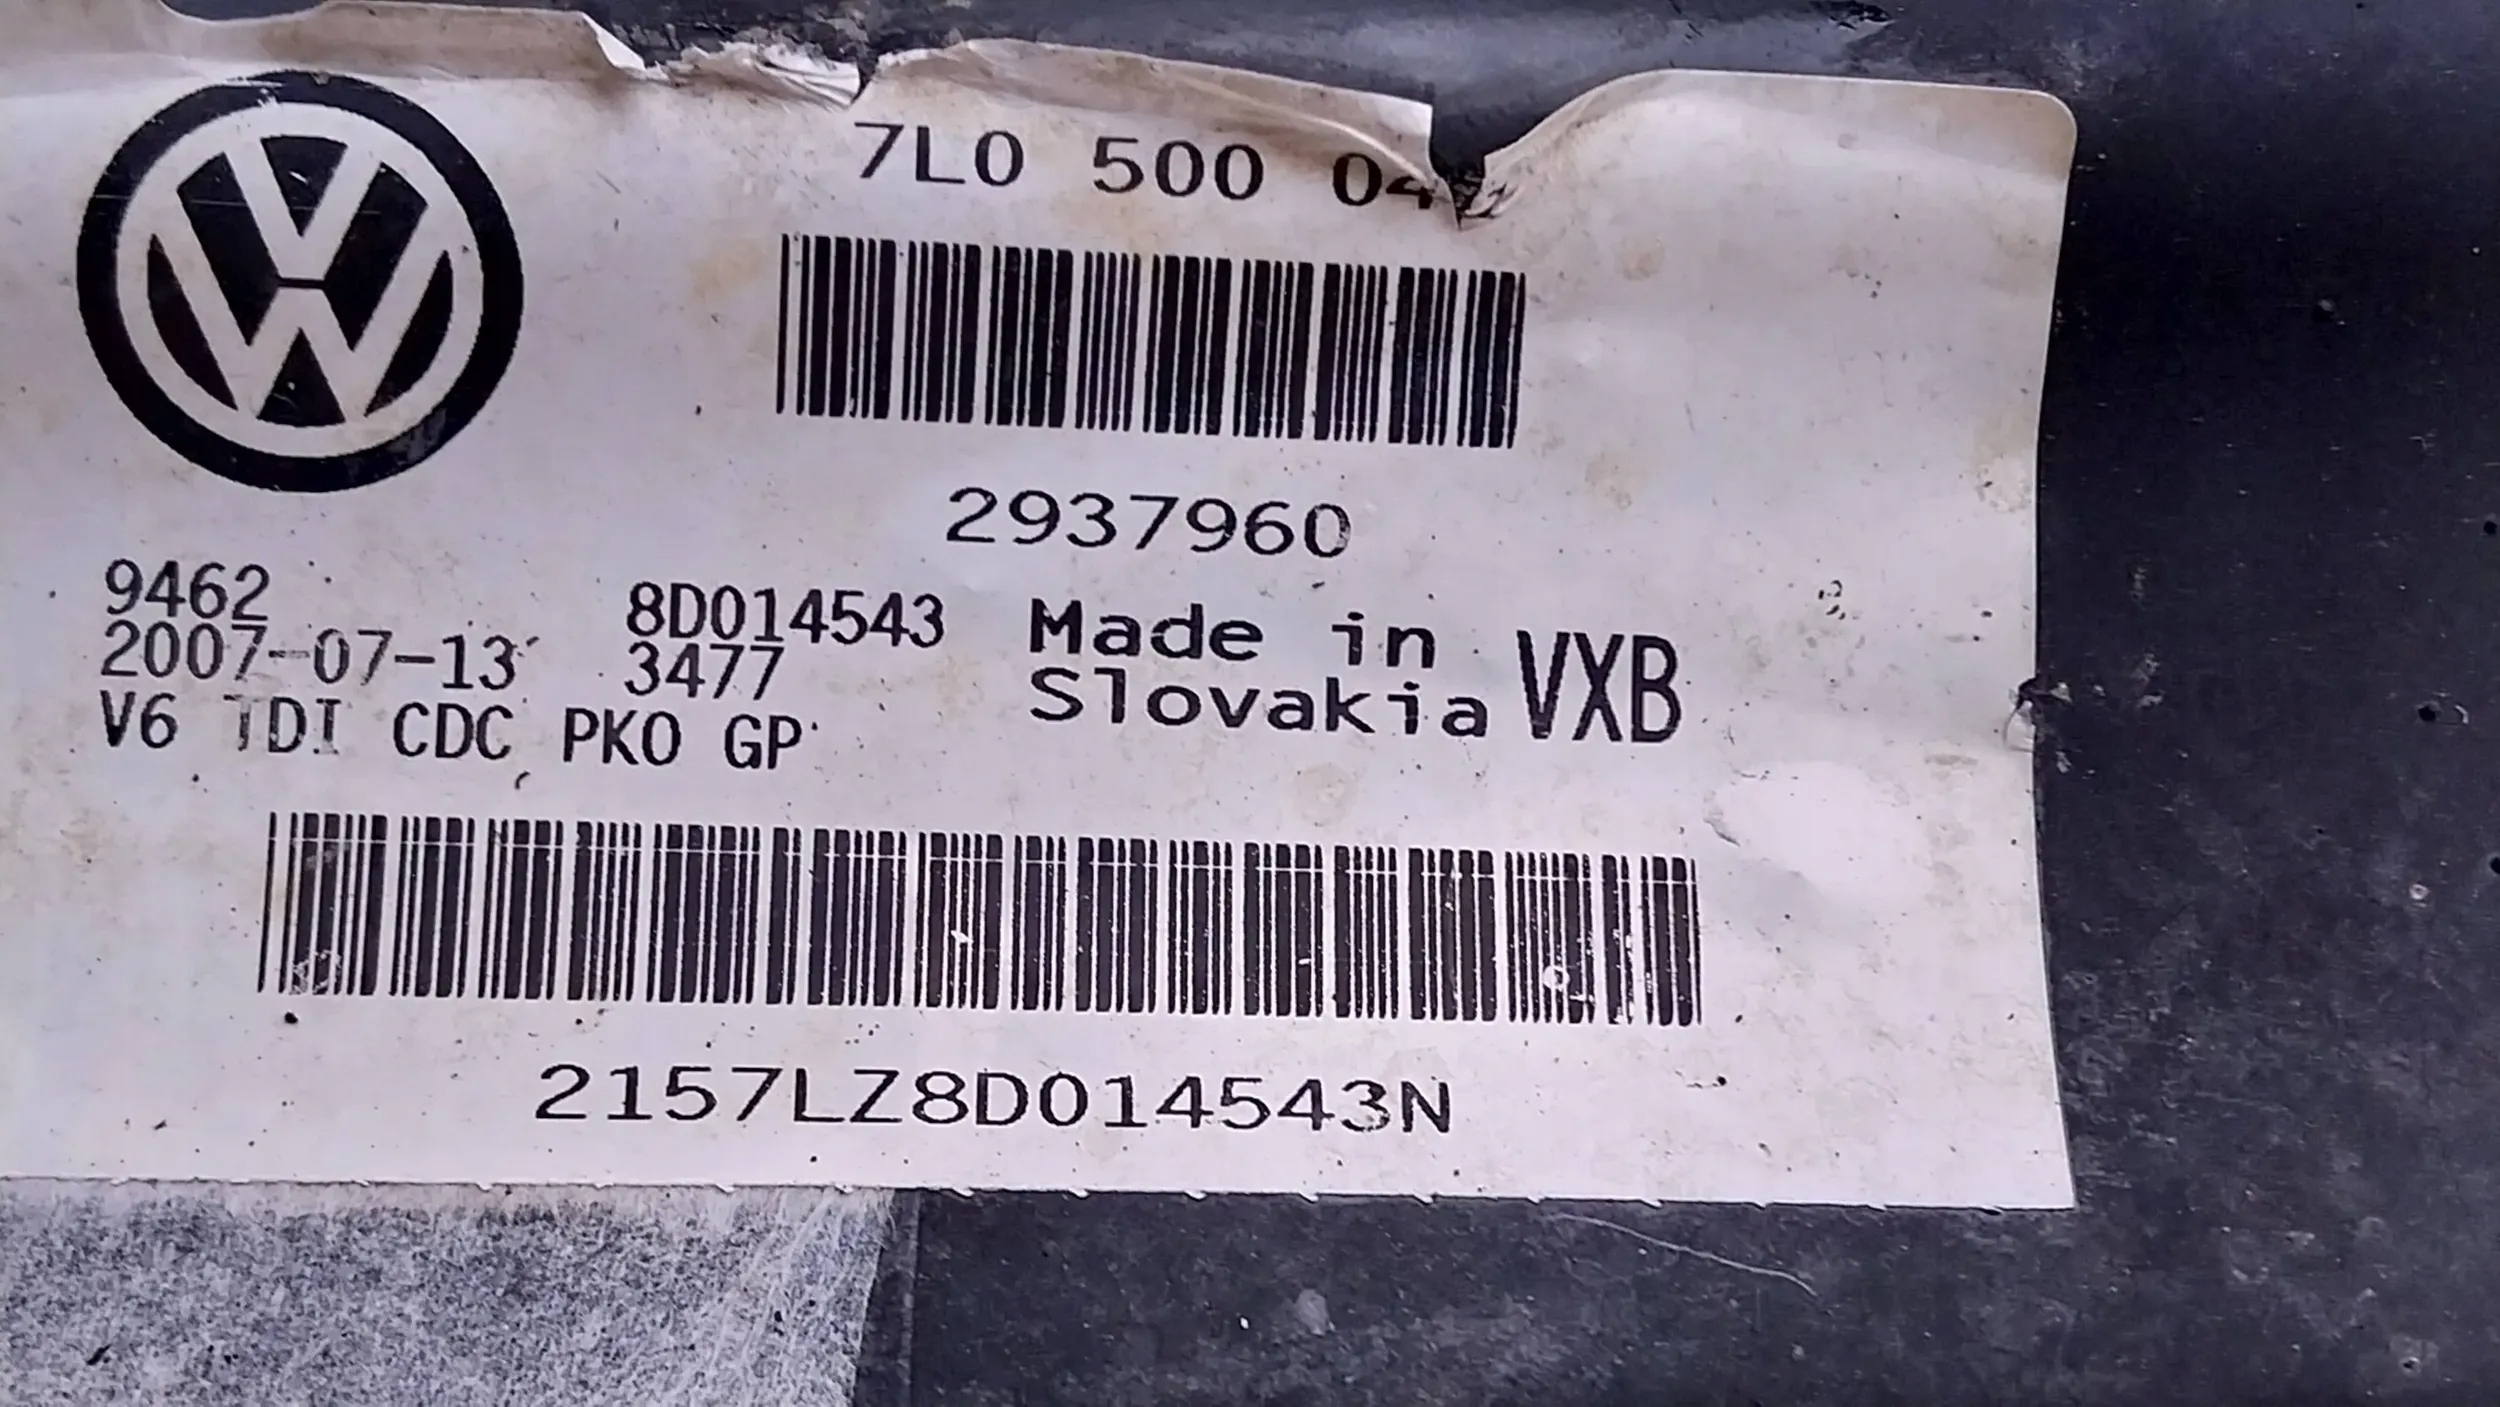 7L0 500
2937960
9462 8D014543 Made in VXB
2007-07-13 3477 Slovakia
V6 TDI CDC PKO GP
2157LZ8D014543N